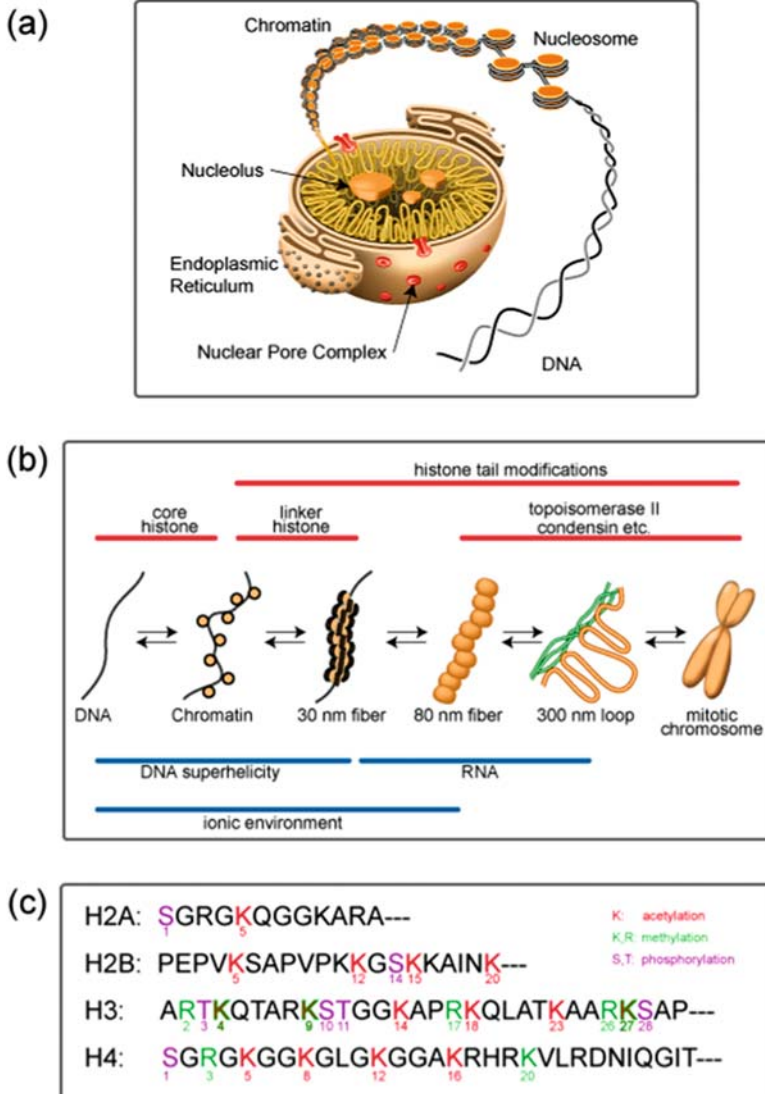 (a)
Chromatin
Nucleosome
Nucleolus
Endoplasmic
Reticulum
Nuclear Pore Complex
DNA
(b)
histone tail modifications
core
histone
linker
histone
topoisomerase II
condensin etc.
DNA
Chromatin
30 nm fiber
80 nm fiber
300 nm loop
mitotic
chromosome
DNA superhelicity
RNA
ionic environment
(c)
H2A: SGRGKQGGKARA---
1 5
H2B: PEPVKSAPVPKKGSKKAINK---
5 12 14 15 20
H3: ARTKQTARKSTGGKAPRKQLATKAARKSAP---
2 3 4 9 10 11 14 17 18 23 26 27 28
H4: SGRGKGGKGLGKGGAKRHRKVLRDNIQGIT---
1 3 5 8 12 16 20
K: acetylation
K,R: methylation
S,T: phosphorylation